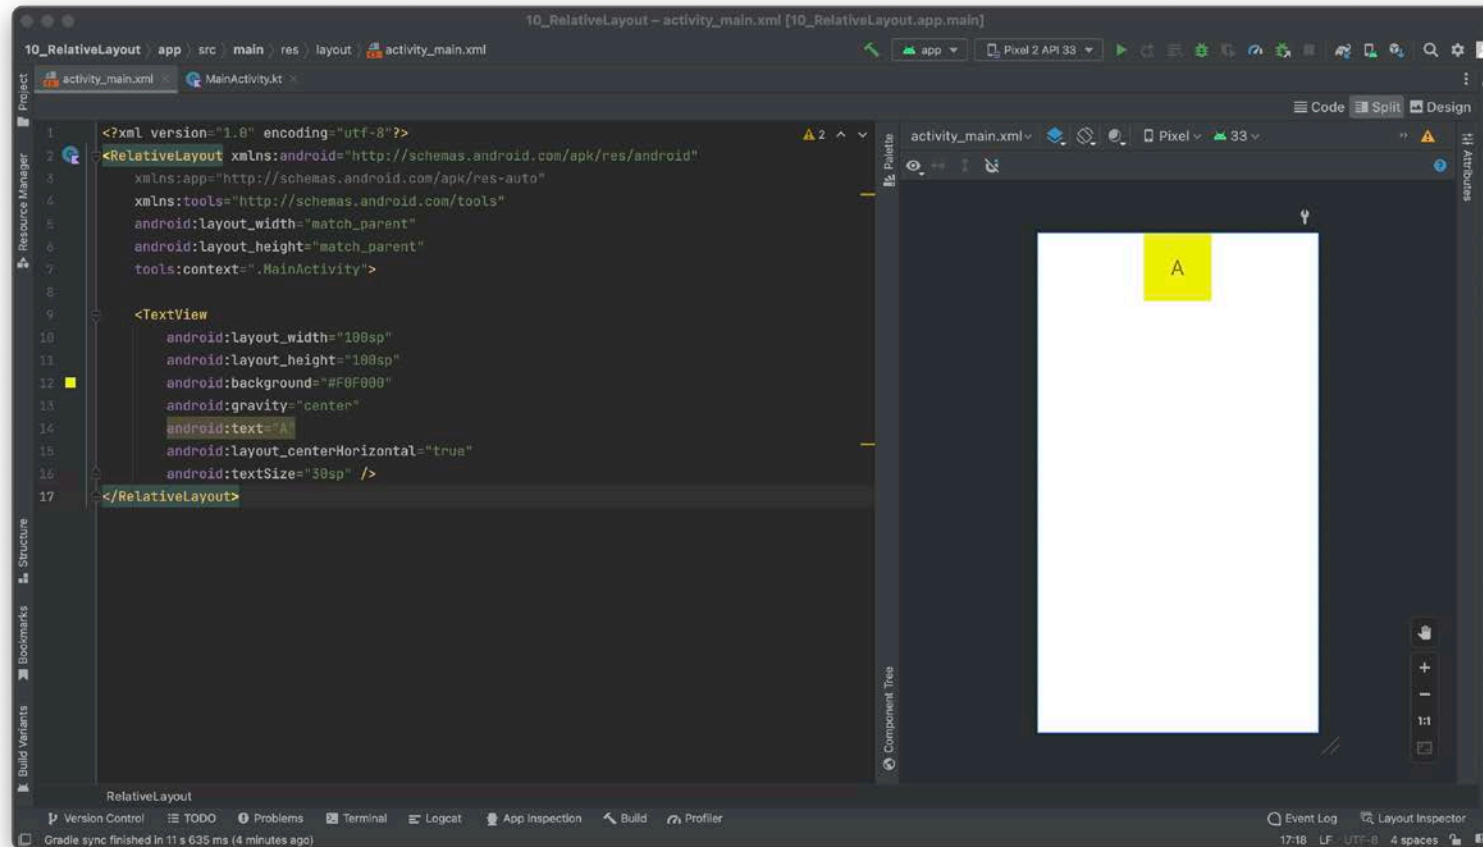 10_RelativeLayout – activity_main.xml [10_RelativeLayout.app.main]
10_RelativeLayout app src main res layout activity_main.xml
app
Pixel 2 API 33
activity_main.xml
MainActivity.kt
Code Split Design
Project
Resource Manager
Structure
Bookmarks
Build Variants
1 <?xml version="1.0" encoding="utf-8"?>
2 <RelativeLayout xmlns:android="http://schemas.android.com/apk/res/android"
3 xmlns:app="http://schemas.android.com/apk/res-auto"
4 xmlns:tools="http://schemas.android.com/tools"
5 android:layout_width="match_parent"
6 android:layout_height="match_parent"
7 tools:context=".MainActivity">
8
9 <TextView
10 android:layout_width="100sp"
11 android:layout_height="100sp"
12 android:background="#F0F000"
13 android:gravity="center"
14 android:text="A"
15 android:layout_centerHorizontal="true"
16 android:textSize="30sp" />
17 </RelativeLayout>
2
Palette
Component Tree
activity_main.xml
Pixel
33
Attributes
A
1:1
RelativeLayout
Version Control TODO Problems Terminal Logcat App Inspection Build Profiler
Event Log Layout Inspector
Gradle sync finished in 11 s 635 ms (4 minutes ago)
17:18 LF UTF-8 4 spaces